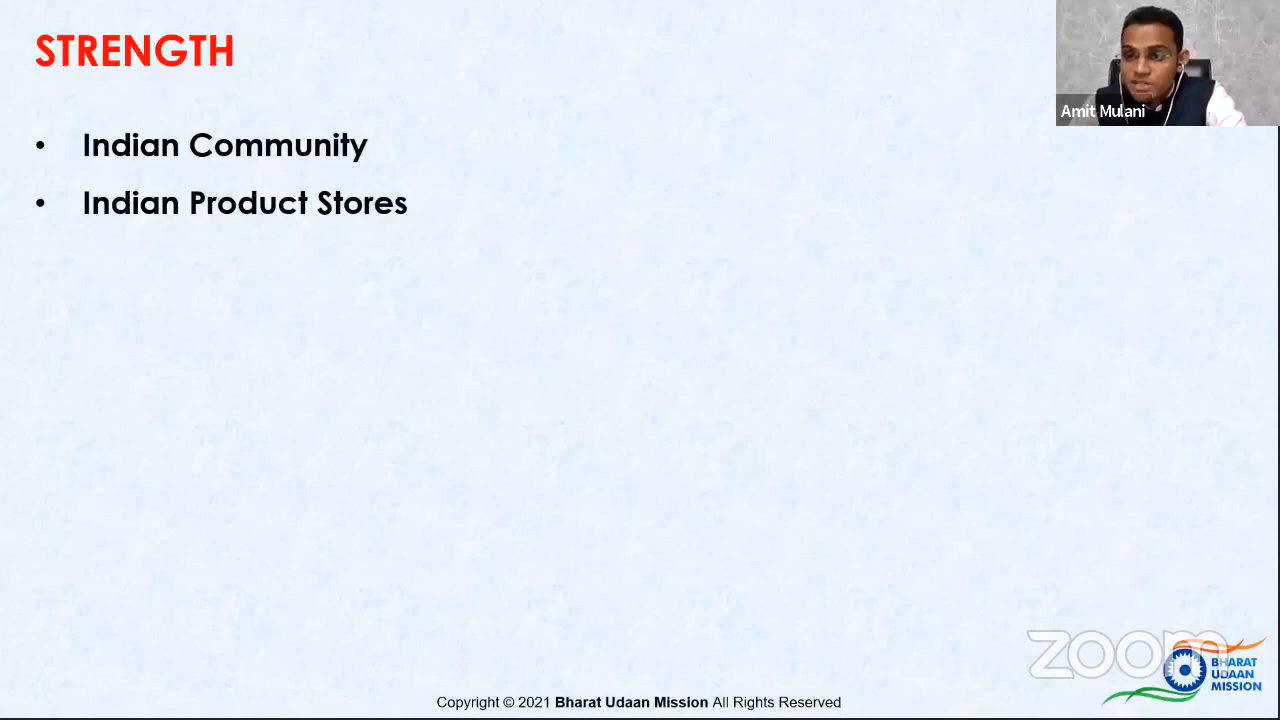 STRENGTH
Amit Mulani
• Indian Community
• Indian Product Stores
zoom
BHARAT
UDAAN
MISSION
Copyright © 2021 Bharat Udaan Mission All Rights Reserved